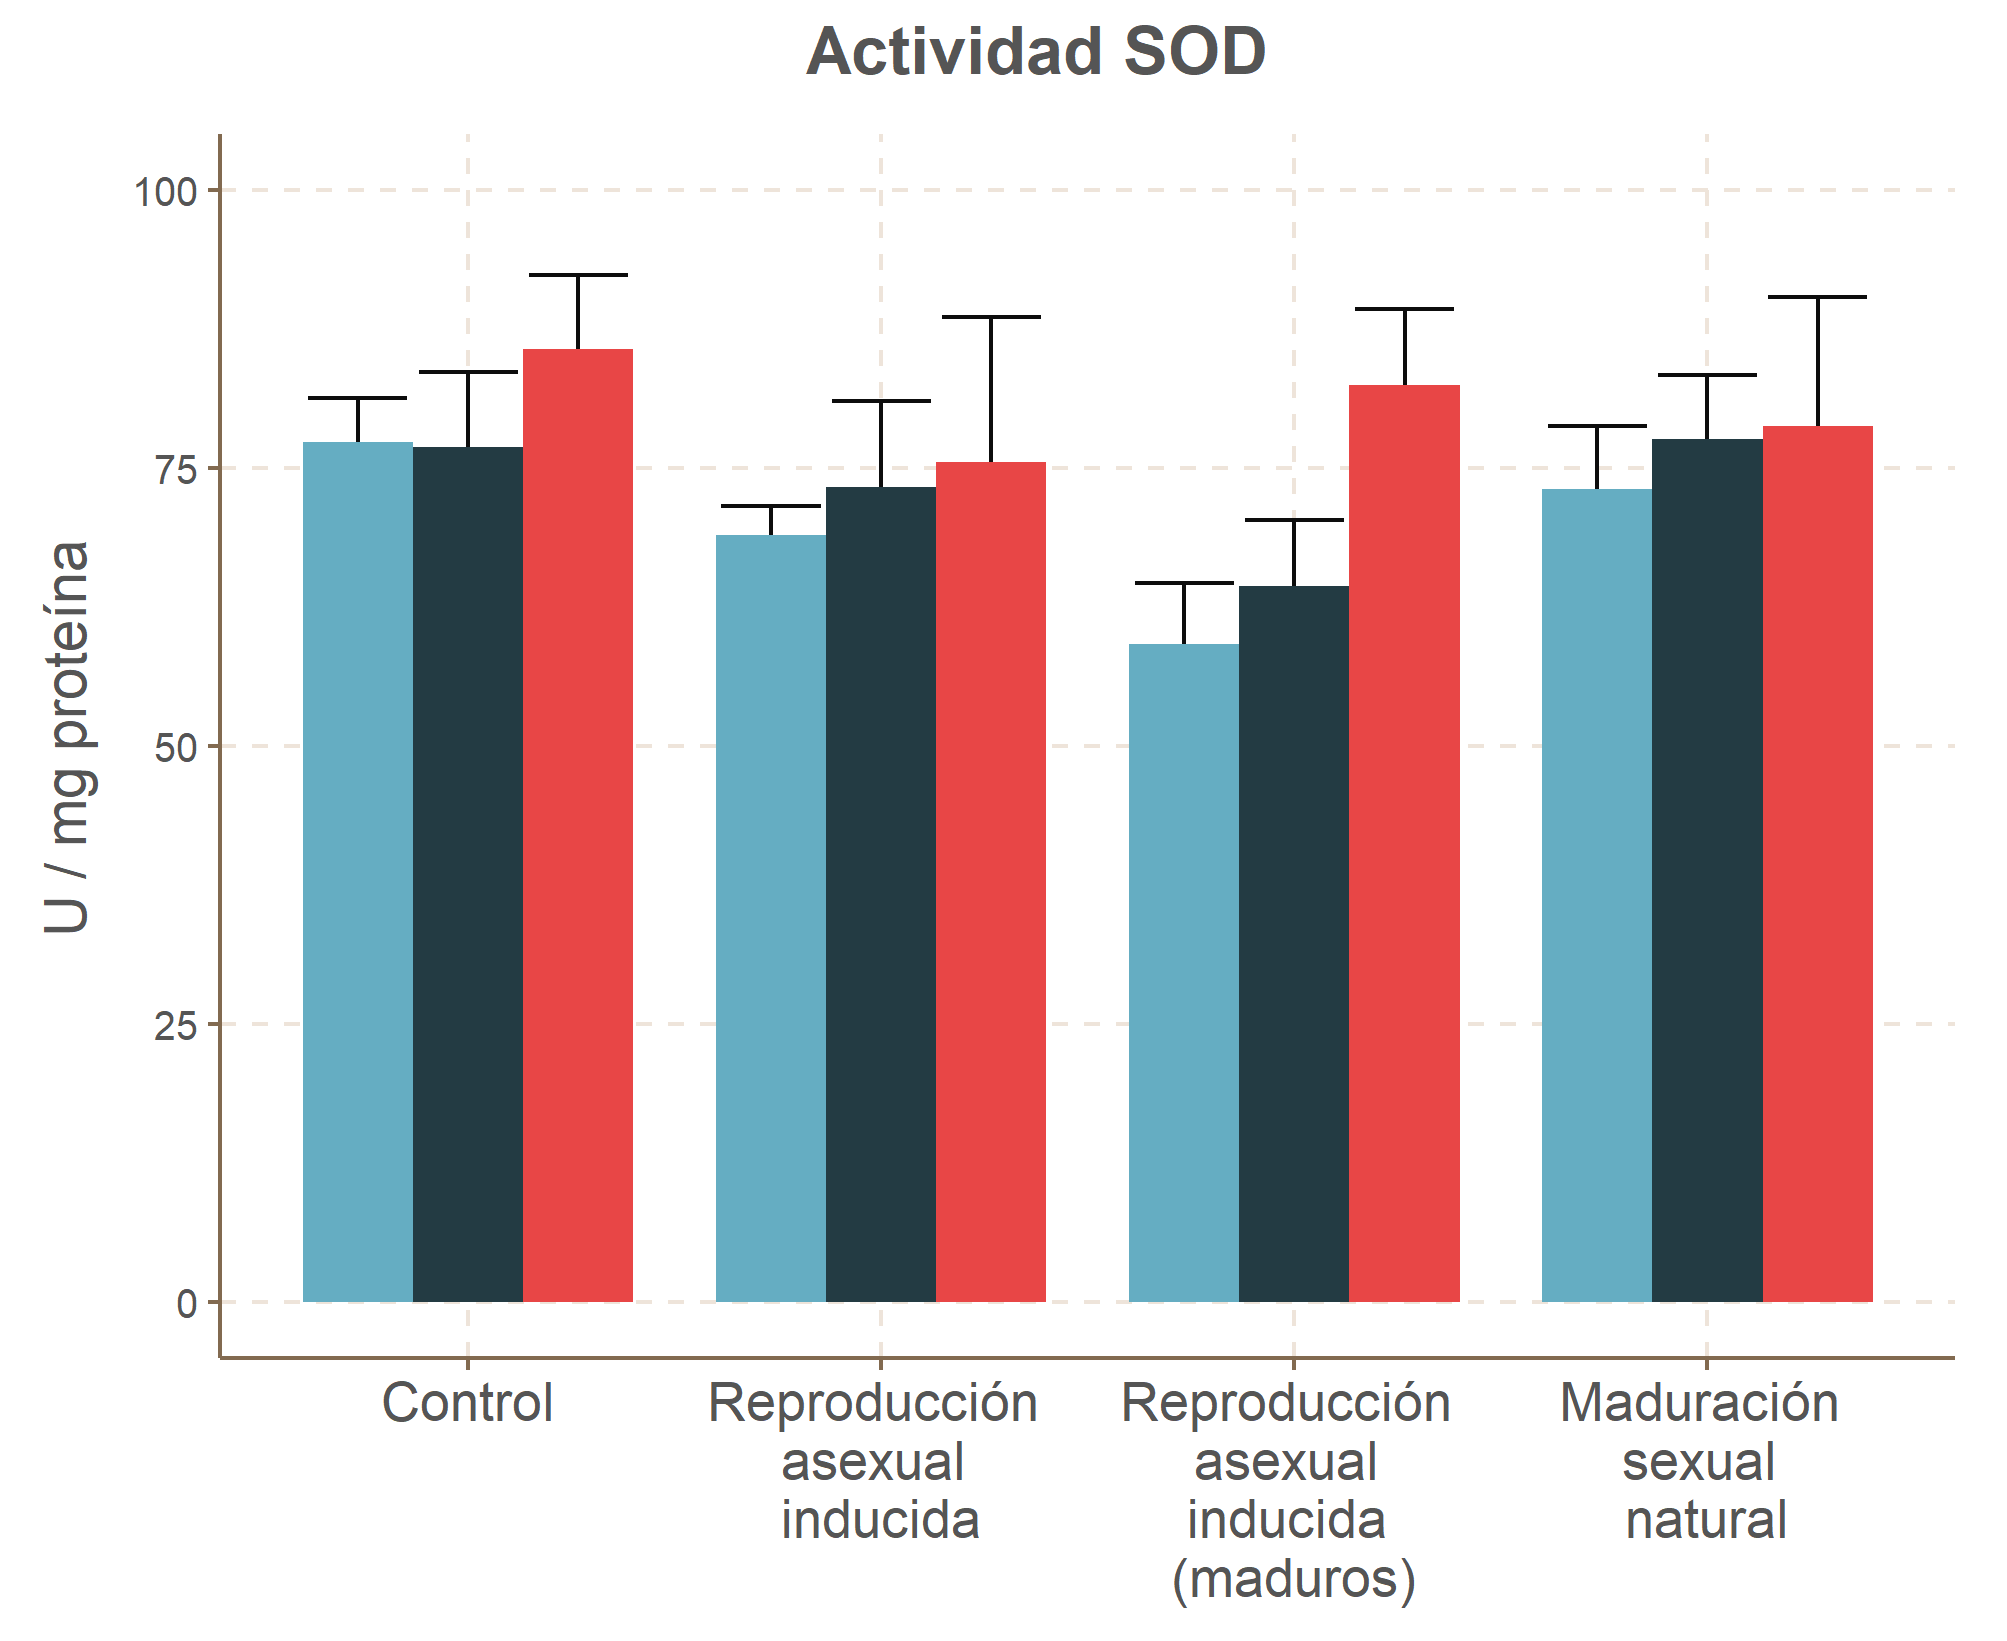 Actividad SOD
U / mg proteína
100
75
50
25
0
Control
Reproducción
asexual
inducida
Reproducción
asexual
inducida
(maduros)
Maduración
sexual
natural